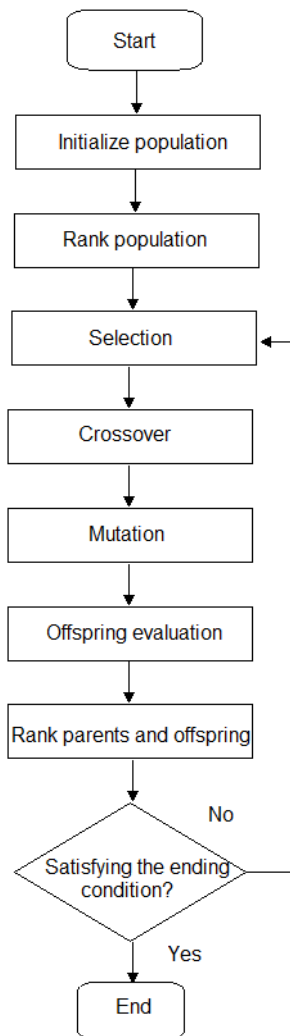 Start
Initialize population
Rank population
Selection
Crossover
Mutation
Offspring evaluation
Rank parents and offspring
No
Satisfying the ending
condition?
Yes
End